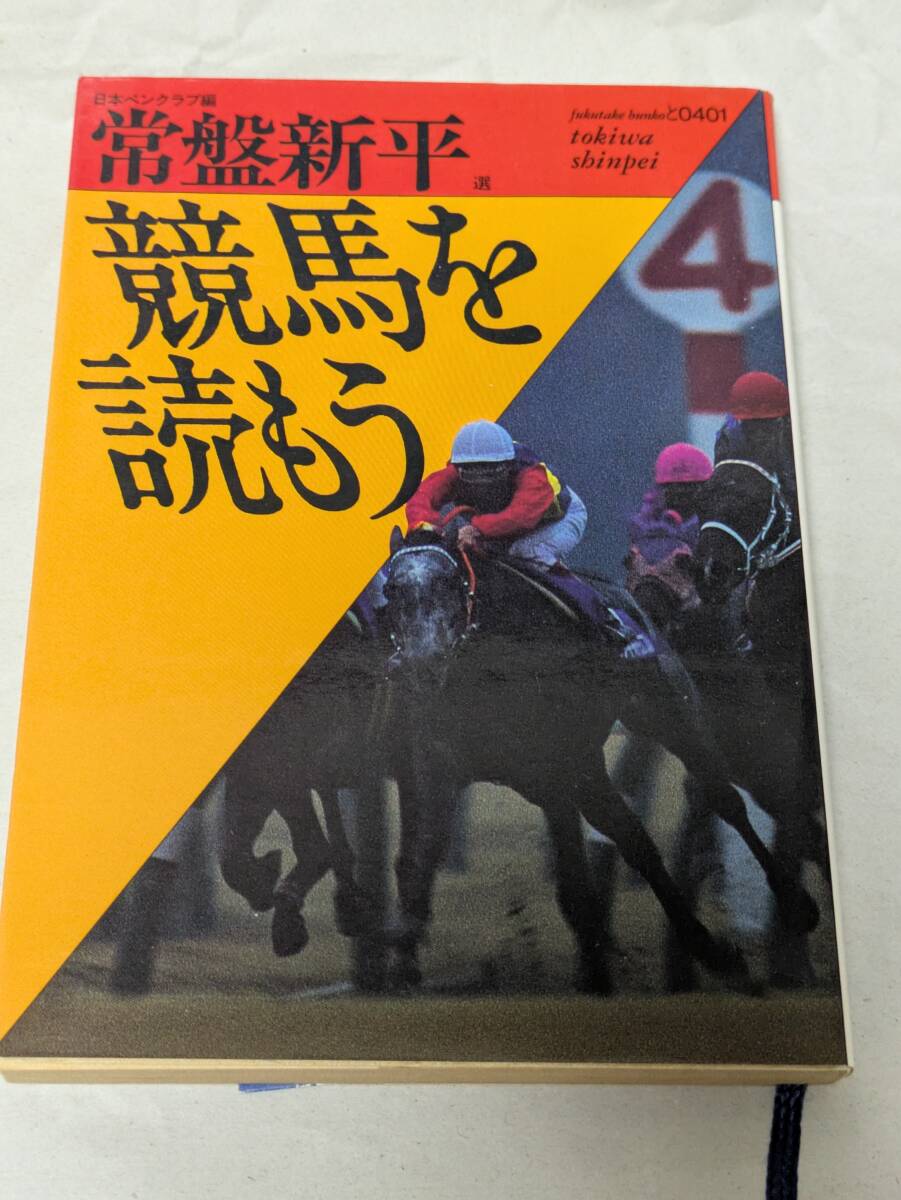 日本ペンクラブ編
常盤新平 選
fukutake bunko と0401
tokiwa
shinpei
競馬を
読もう
4